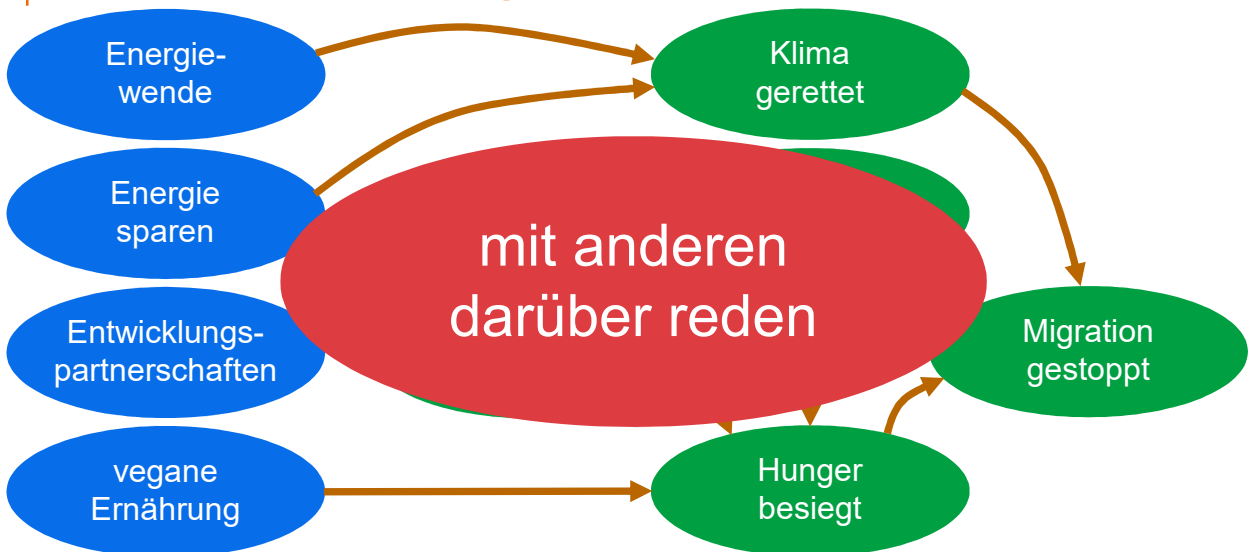 Energie-
wende
Klima
gerettet
Energie
sparen
mit anderen
darüber reden
Entwicklungs-
partnerschaften
Migration
gestoppt
vegane
Ernährung
Hunger
besiegt